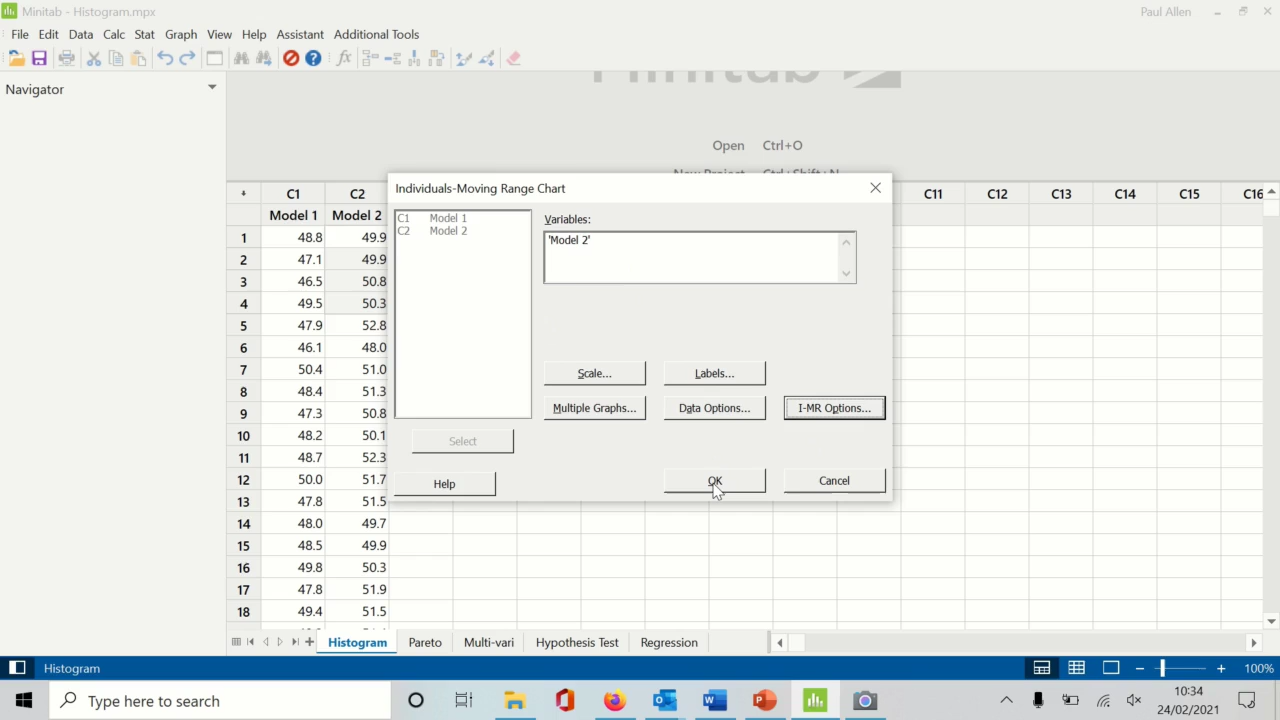 Minitab - Histogram.mpx
Paul Allen
File Edit Data Calc Stat Graph View Help Assistant Additional Tools
Navigator
Minitab
Open Ctrl+O
New Project Ctrl+Shift+N
C1 C2 C11 C12 C13 C14 C15 C16
Model 1 Model 2
1 48.8 49.9
2 47.1 49.9
3 46.5 50.8
4 49.5 50.3
5 47.9 52.8
6 46.1 48.0
7 50.4 51.0
8 48.4 51.3
9 47.3 50.8
10 48.2 50.1
11 48.7 52.3
12 50.0 51.7
13 47.8 51.5
14 48.0 49.7
15 48.5 49.9
16 49.8 50.3
17 47.8 51.9
18 49.4 51.5
Individuals-Moving Range Chart
C1 Model 1
C2 Model 2
Variables:
'Model 2'
Scale... Labels...
Multiple Graphs... Data Options... I-MR Options...
Select
Help OK Cancel
Histogram Pareto Multi-vari Hypothesis Test Regression
Histogram
100%
Type here to search
10:34
24/02/2021